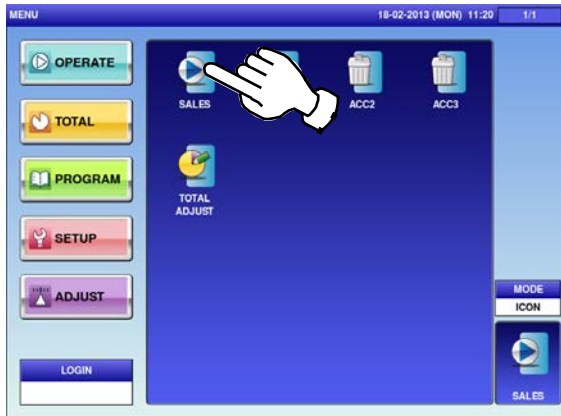 MENU
18-02-2013 (MON) 11:20
1/1
OPERATE
TOTAL
PROGRAM
SETUP
ADJUST
LOGIN
SALES
ACC2
ACC3
TOTAL
ADJUST
MODE
ICON
SALES